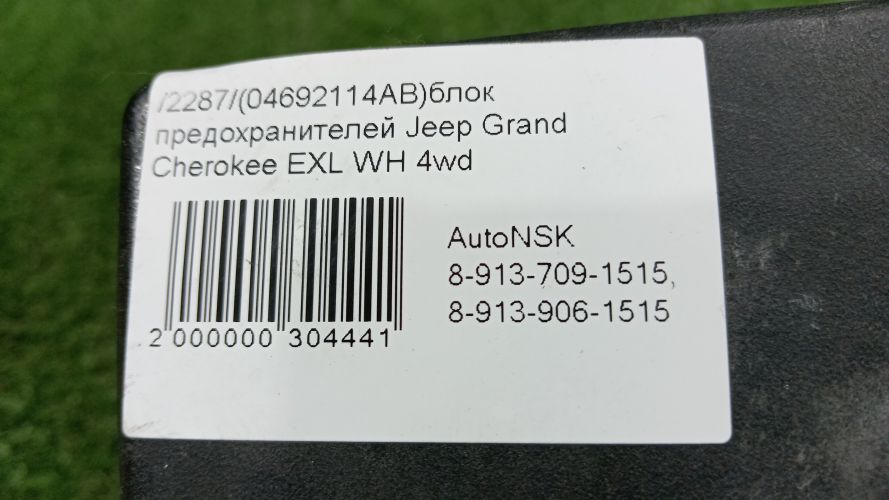 /2287/(04692114AB)блок
предохранителей Jeep Grand
Cherokee EXL WH 4wd
AutoNSK
8-913-709-1515,
8-913-906-1515
2 000000 304441